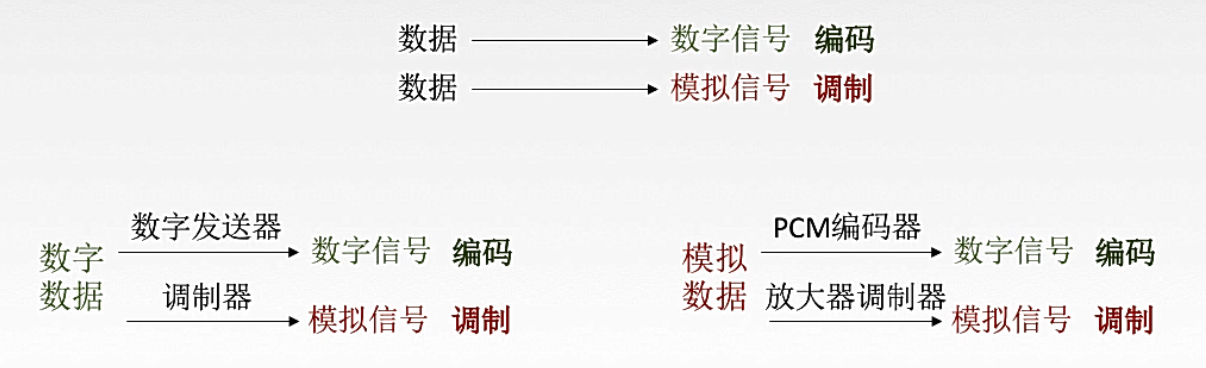 数据 数字信号 编码
数据 模拟信号 调制
数字发送器
数字 数字信号 编码
数据 调制器
模拟信号 调制
PCM编码器
模拟 数字信号 编码
数据 放大器调制器
模拟信号 调制